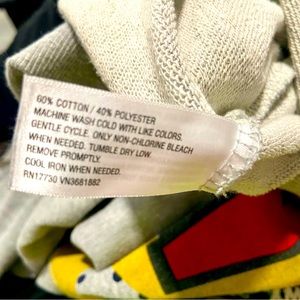 60% COTTON / 40% POLYESTER
MACHINE WASH COLD WITH LIKE COLORS.
GENTLE CYCLE. ONLY NON-CHLORINE BLEACH
WHEN NEEDED. TUMBLE DRY LOW.
REMOVE PROMPTLY.
COOL IRON WHEN NEEDED.
RN17730 VN3681882